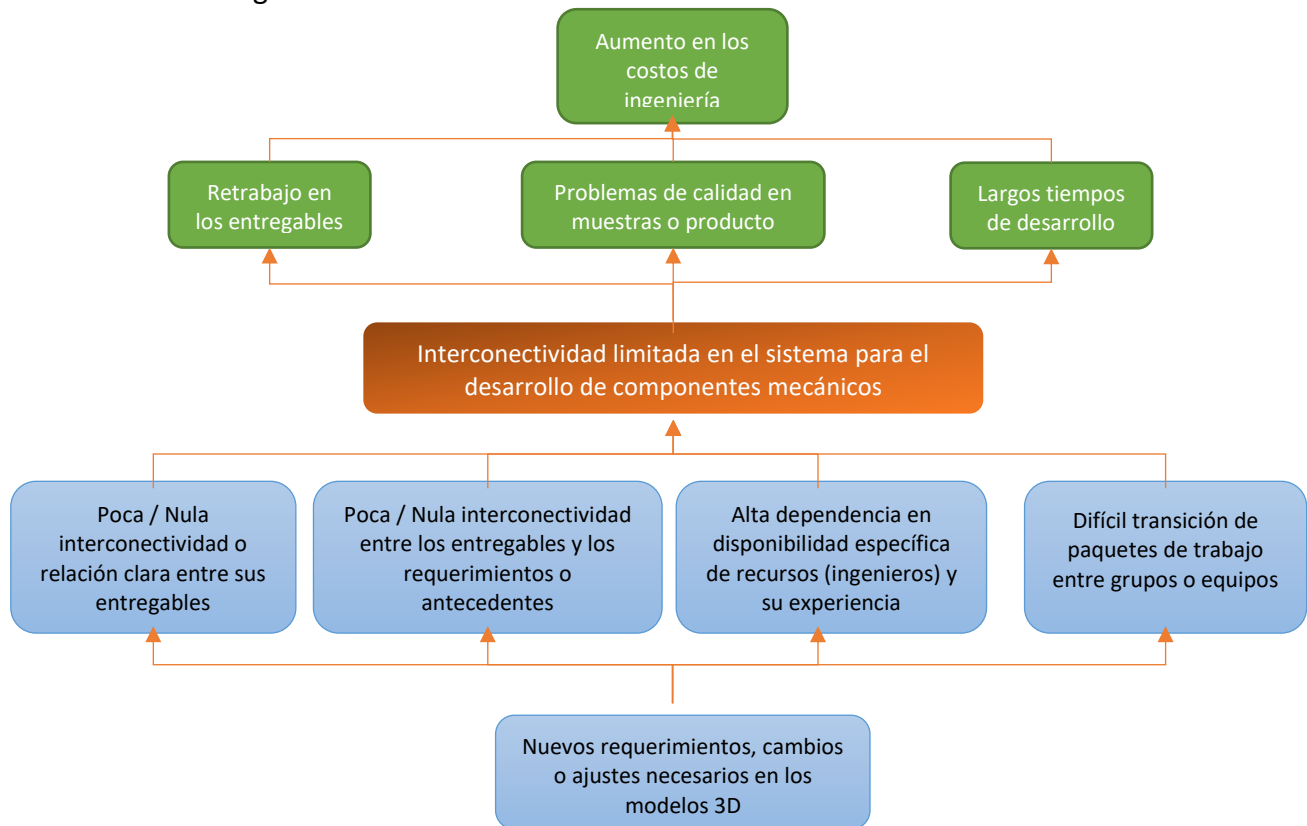 Aumento en los
costos de
ingeniería
Retrabajo en
los entregables
Problemas de calidad en
muestras o producto
Largos tiempos
de desarrollo
Interconectividad limitada en el sistema para el
desarrollo de componentes mecánicos
Poca / Nula
interconectividad o
relación clara entre sus
entregables
Poca / Nula interconectividad
entre los entregables y los
requerimientos o
antecedentes
Alta dependencia en
disponibilidad específica
de recursos (ingenieros) y
su experiencia
Difícil transición de
paquetes de trabajo
entre grupos o equipos
Nuevos requerimientos, cambios
o ajustes necesarios en los
modelos 3D